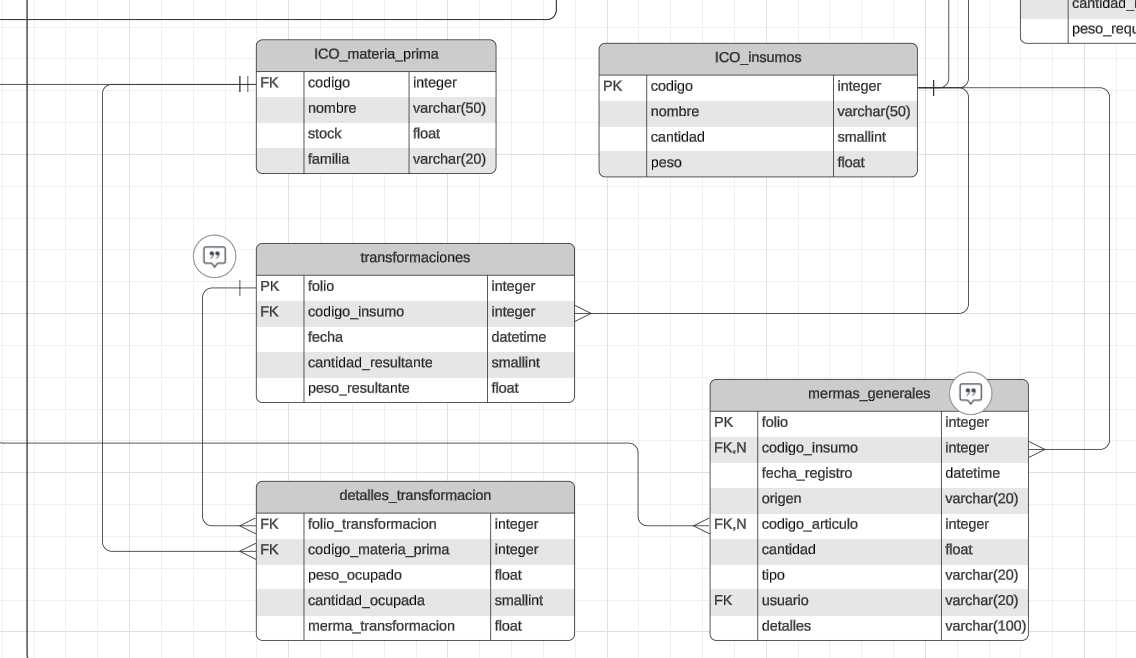 cantidad_
peso_requ
ICO_materia_prima
FK codigo integer
nombre varchar(50)
stock float
familia varchar(20)
ICO_insumos
PK codigo integer
nombre varchar(50)
cantidad smallint
peso float
transformaciones
PK folio integer
FK codigo_insumo integer
fecha datetime
cantidad_resultante smallint
peso_resultante float
mermas_generales
PK folio integer
FK,N codigo_insumo integer
fecha_registro datetime
origen varchar(20)
FK,N codigo_articulo integer
cantidad float
tipo varchar(20)
FK usuario varchar(20)
detalles varchar(100)
detalles_transformacion
FK folio_transformacion integer
FK codigo_materia_prima integer
peso_ocupado float
cantidad_ocupada smallint
merma_transformacion float